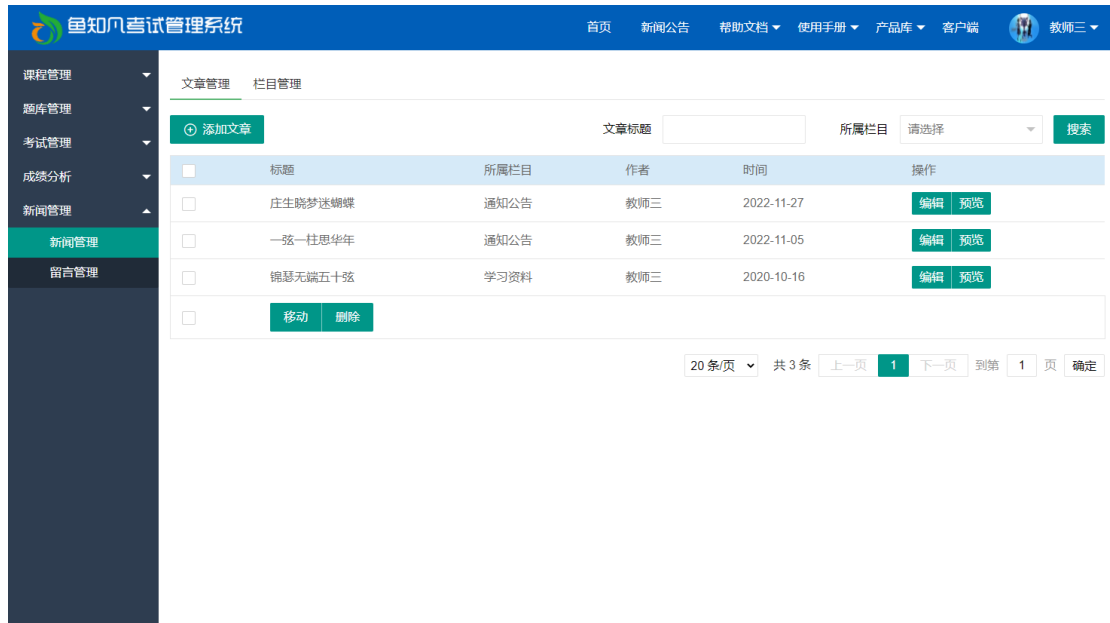 鱼知凡考试管理系统 首页 新闻公告 帮助文档 使用手册 产品库 客户端 教师三
课程管理
题库管理
考试管理
成绩分析
新闻管理
新闻管理
留言管理
文章管理 栏目管理
添加文章 文章标题 所属栏目 请选择 搜索
标题 所属栏目 作者 时间 操作
庄生晓梦迷蝴蝶 通知公告 教师三 2022-11-27 编辑 预览
一弦一柱思华年 通知公告 教师三 2022-11-05 编辑 预览
锦瑟无端五十弦 学习资料 教师三 2020-10-16 编辑 预览
移动 删除
20 条/页 共 3 条 上一页 1 下一页 到第 1 页 确定